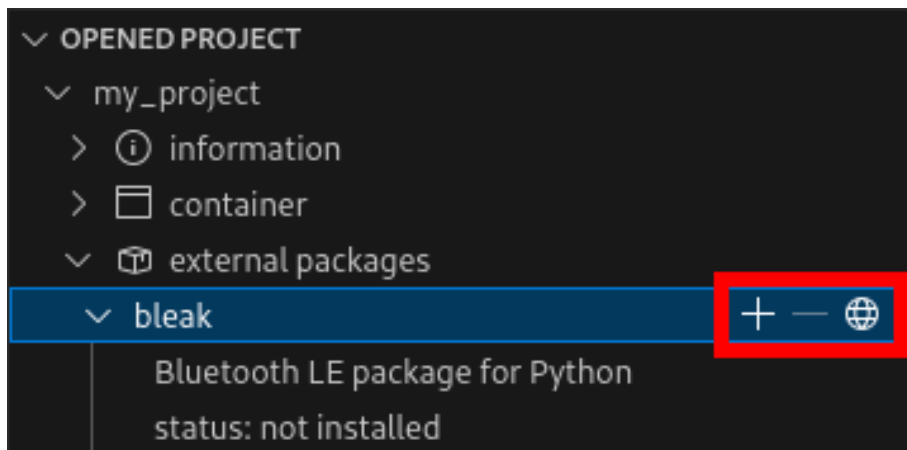 OPENED PROJECT
my_project
information
container
external packages
bleak
Bluetooth LE package for Python
status: not installed